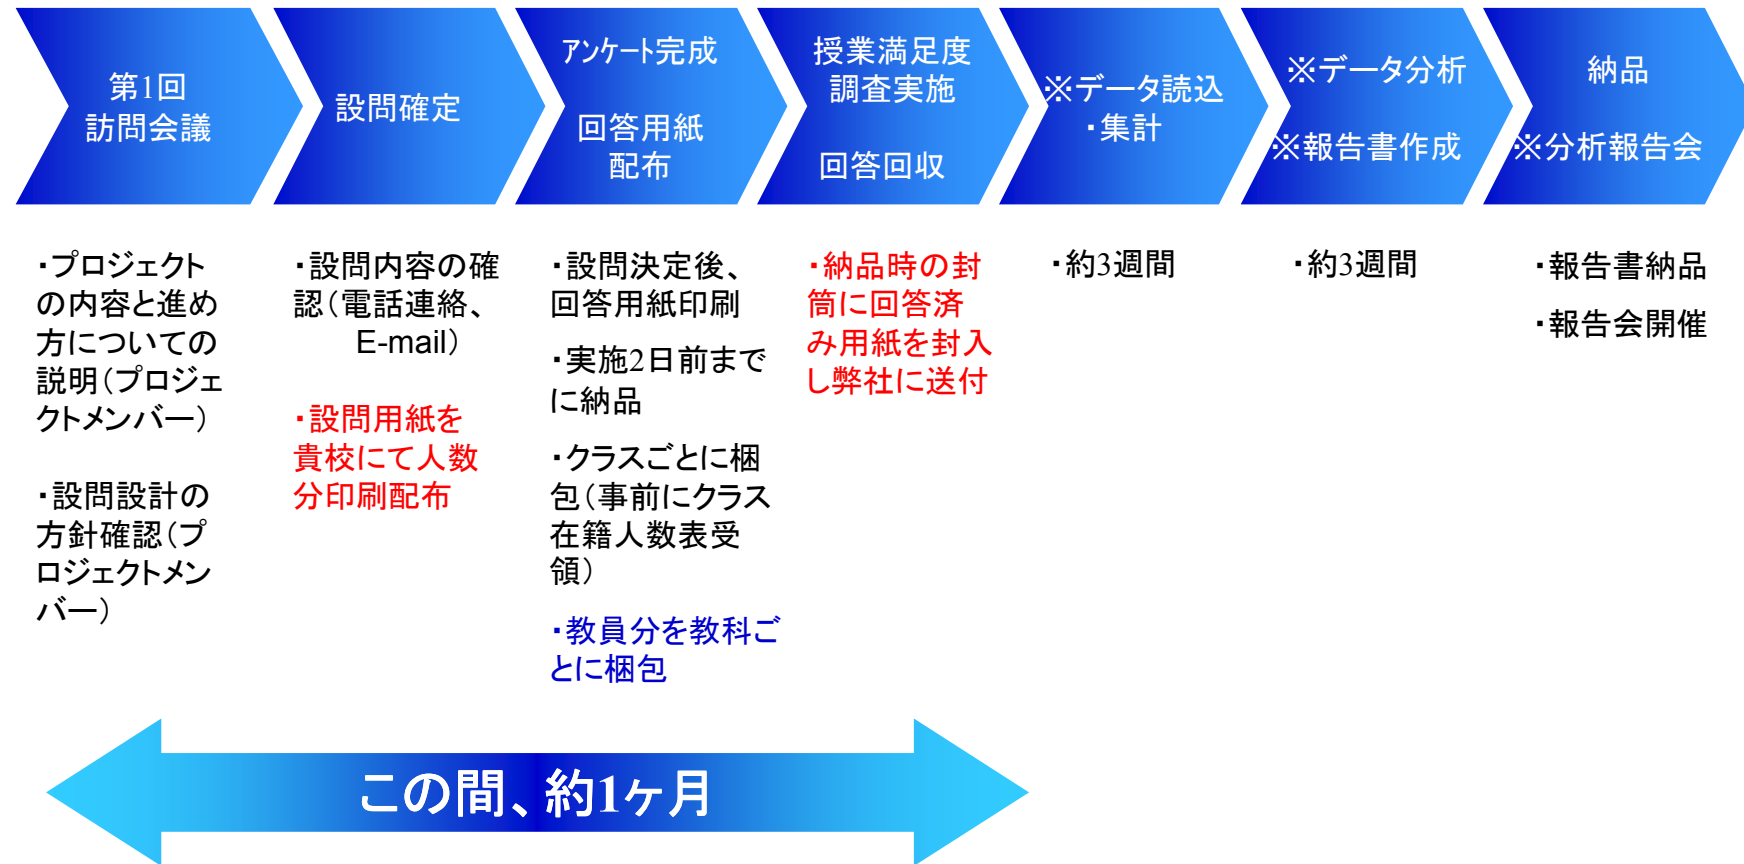 第1回
訪問会議
設問確定
アンケート完成
回答用紙
配布
授業満足度
調査実施
回答回収
※データ読込
・集計
※データ分析
※報告書作成
納品
※分析報告会
・プロジェクト
の内容と進め
方についての
説明（プロジェ
クトメンバー）
・設問設計の
方針確認（プ
ロジェクトメン
バー）
・設問内容の確
認（電話連絡、
E-mail）
・設問用紙を
貴校にて人数
分印刷配布
・設問決定後、
回答用紙印刷
・実施2日前まで
に納品
・クラスごとに梱
包（事前にクラス
在籍人数表受
領）
・教員分を教科ご
とに梱包
・納品時の封
筒に回答済
み用紙を封入
し弊社に送付
・約3週間
・約3週間
・報告書納品
・報告会開催
この間、約1ヶ月